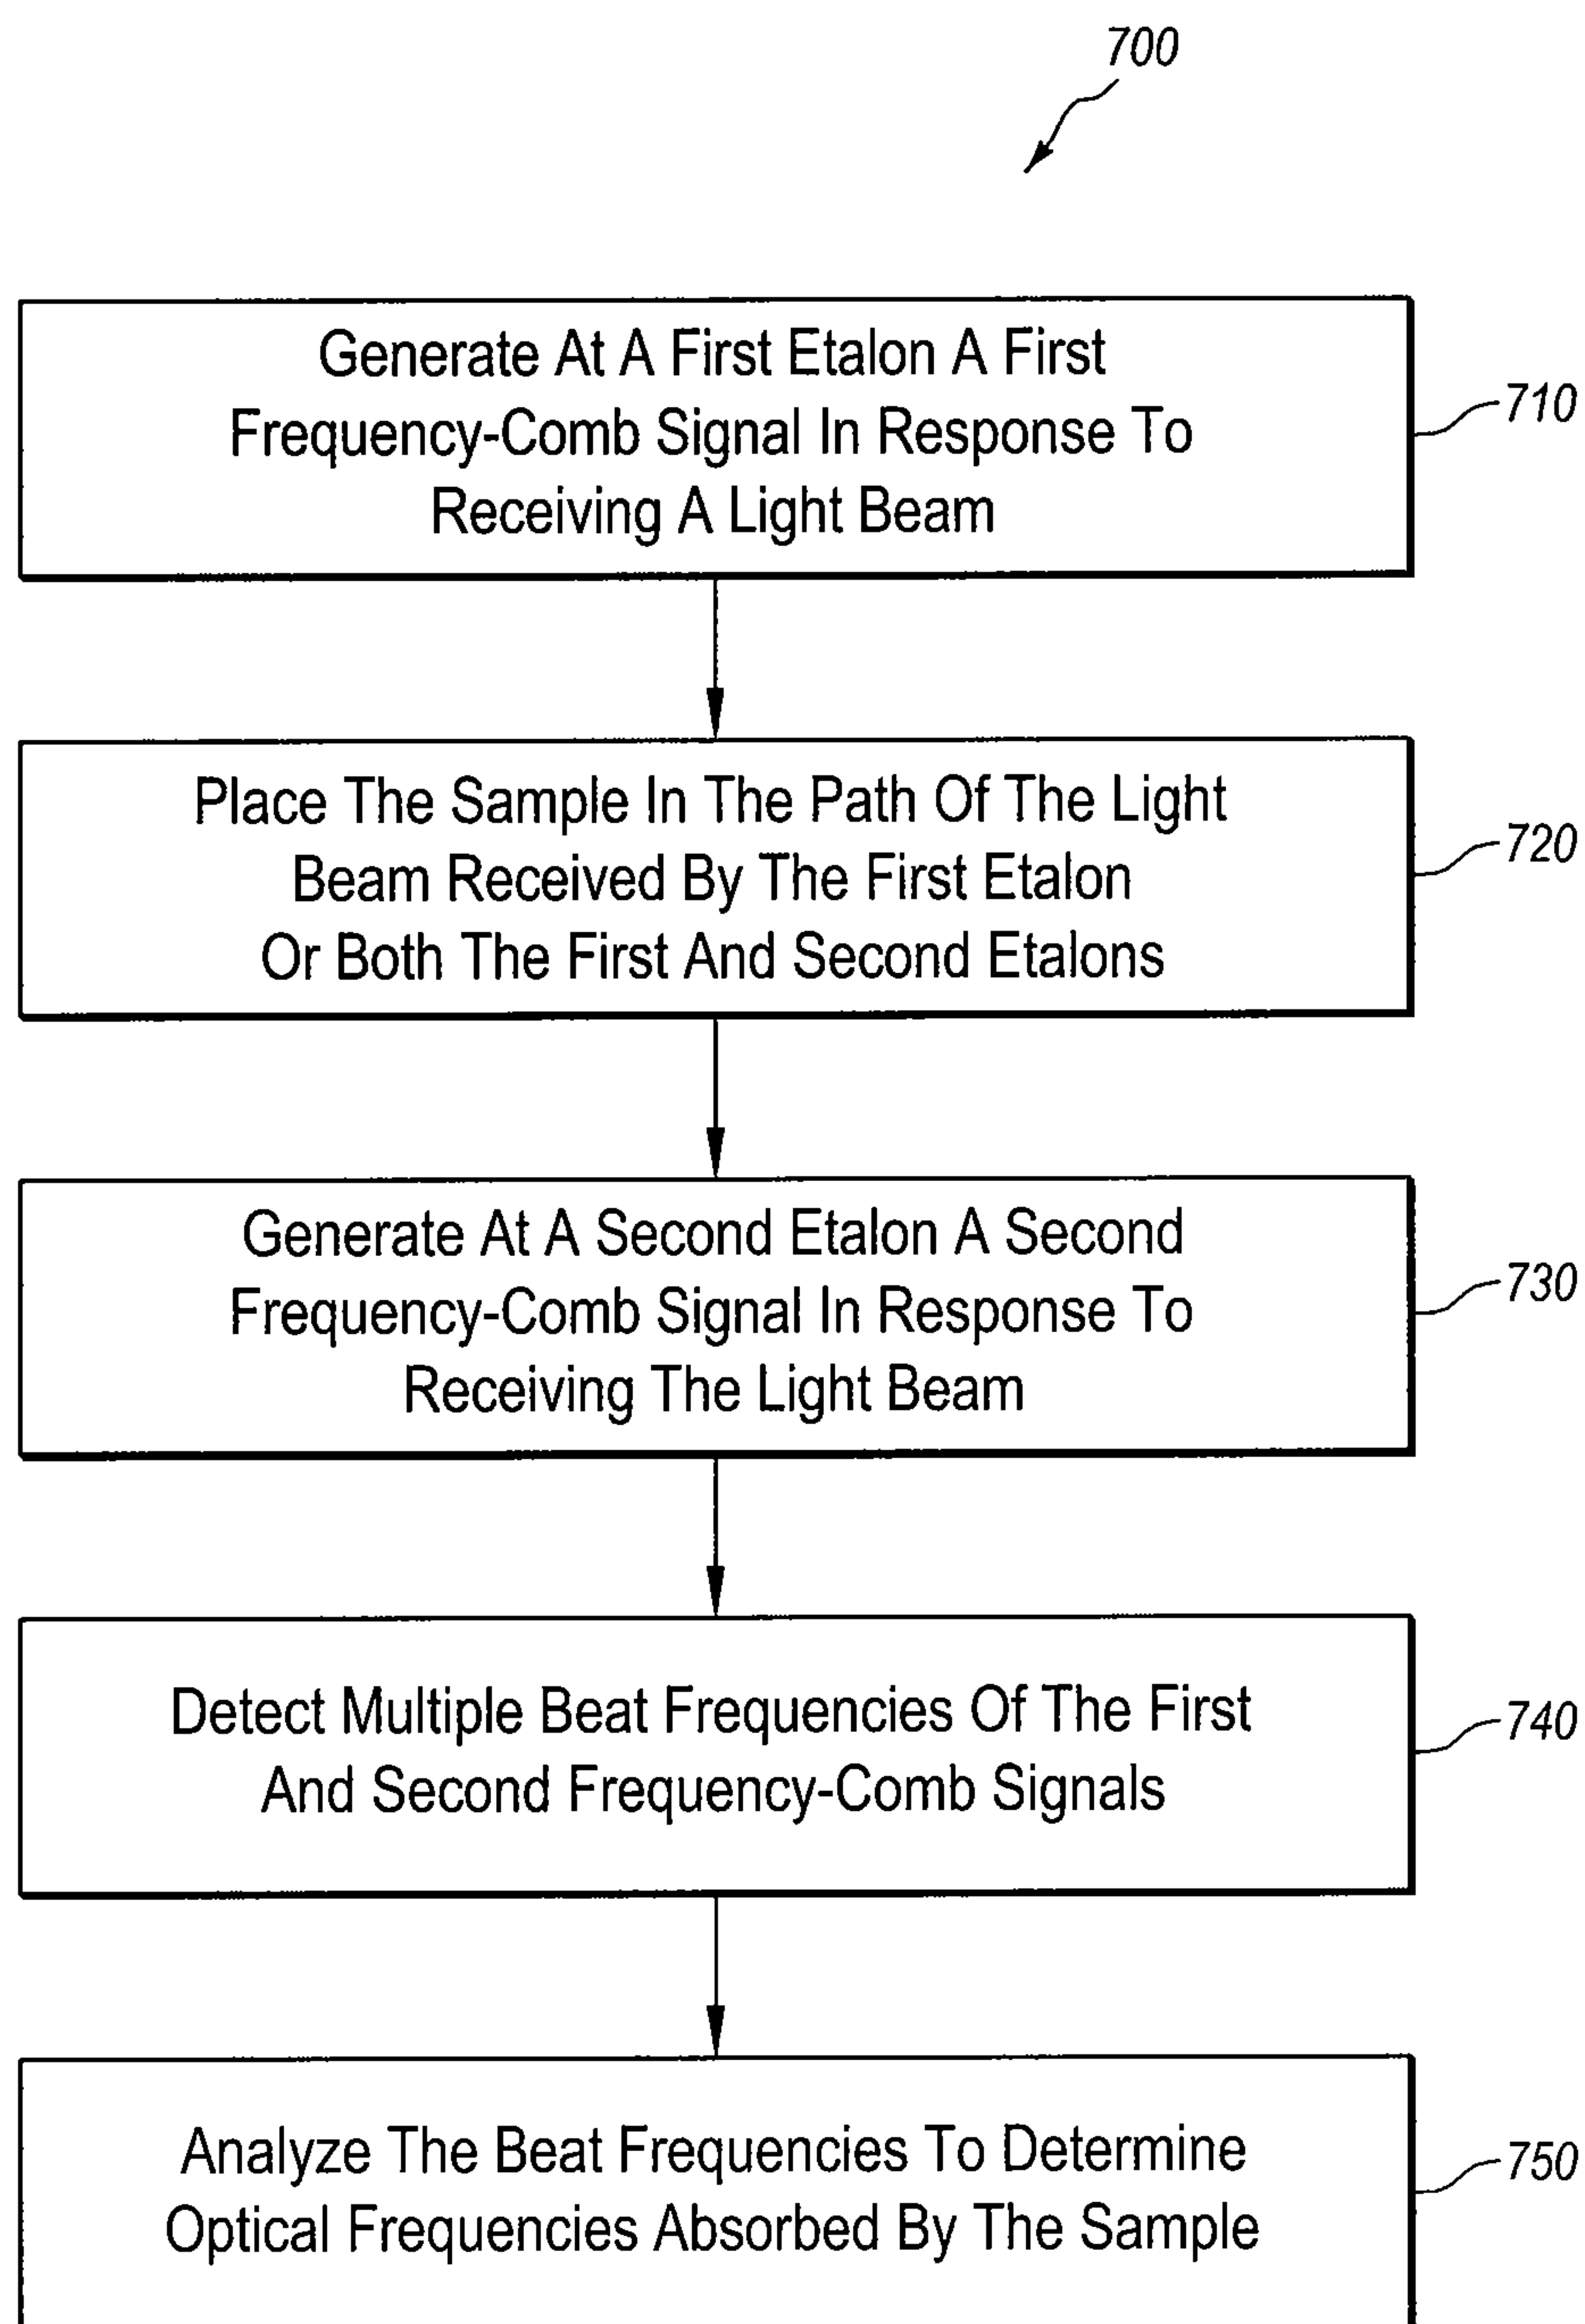 700
Generate At A First Etalon A First
Frequency-Comb Signal In Response To
Receiving A Light Beam
710
Place The Sample In The Path Of The Light
Beam Received By The First Etalon
Or Both The First And Second Etalons
720
Generate At A Second Etalon A Second
Frequency-Comb Signal In Response To
Receiving The Light Beam
730
Detect Multiple Beat Frequencies Of The First
And Second Frequency-Comb Signals
740
Analyze The Beat Frequencies To Determine
Optical Frequencies Absorbed By The Sample
750